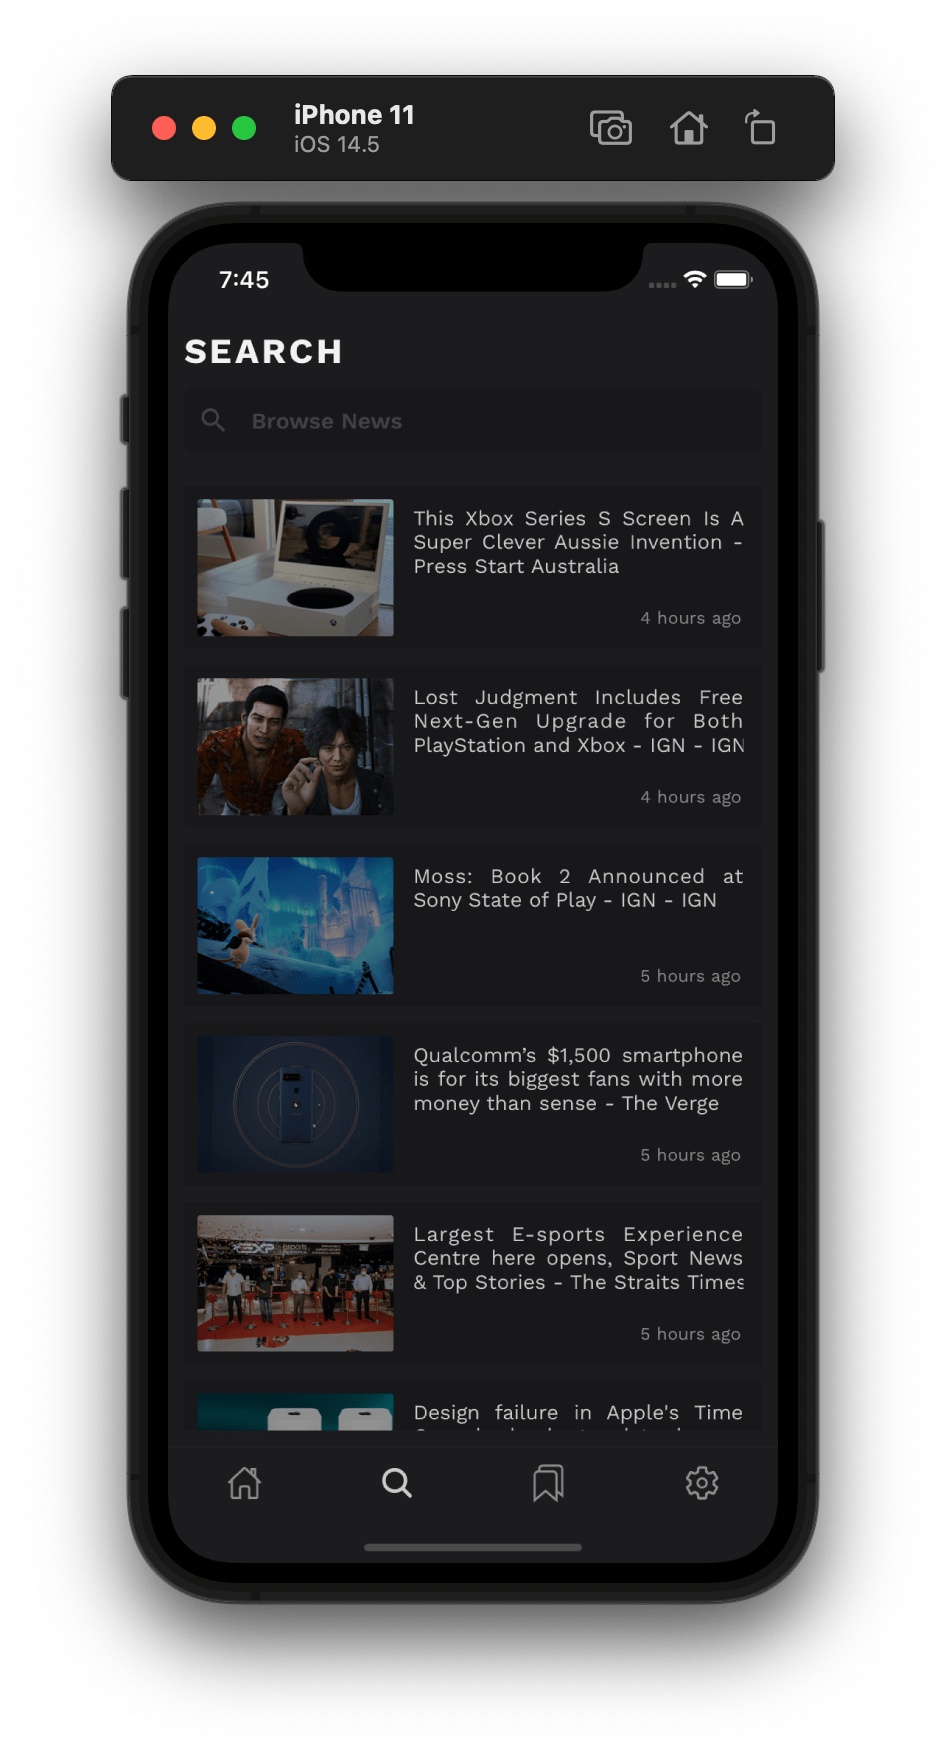 iPhone 11
iOS 14.5
7:45
SEARCH
Browse News
This Xbox Series S Screen Is A
Super Clever Aussie Invention -
Press Start Australia
4 hours ago
Lost Judgment Includes Free
Next-Gen Upgrade for Both
PlayStation and Xbox - IGN - IGN
4 hours ago
Moss: Book 2 Announced at
Sony State of Play - IGN - IGN
5 hours ago
Qualcomm’s $1,500 smartphone
is for its biggest fans with more
money than sense - The Verge
5 hours ago
Largest E-sports Experience
Centre here opens, Sport News
& Top Stories - The Straits Times
5 hours ago
Design failure in Apple's Time